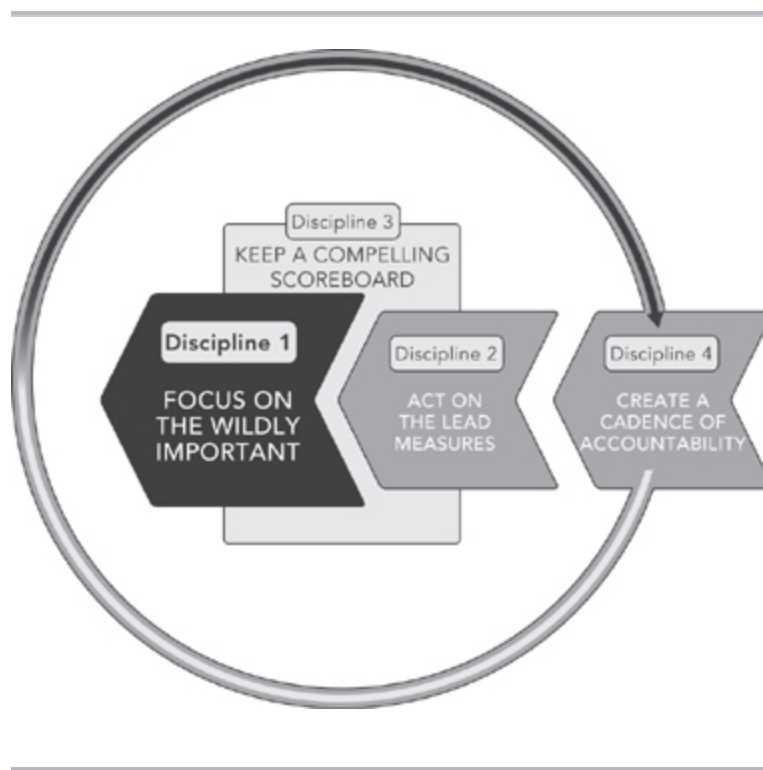 Discipline 3
KEEP A COMPELLING
SCOREBOARD
Discipline 1
FOCUS ON
THE WILDLY
IMPORTANT
Discipline 2
ACT ON
THE LEAD
MEASURES
Discipline 4
CREATE A
CADENCE OF
ACCOUNTABILITY